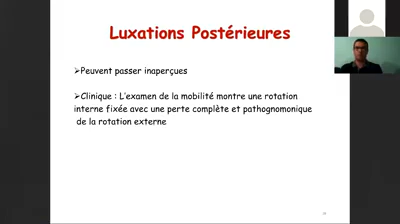 Luxations Postérieures
➢Peuvent passer inaperçues
➢Clinique : L'examen de la mobilité montre une rotation
interne fixée avec une perte complète et pathognomonique
de la rotation externe